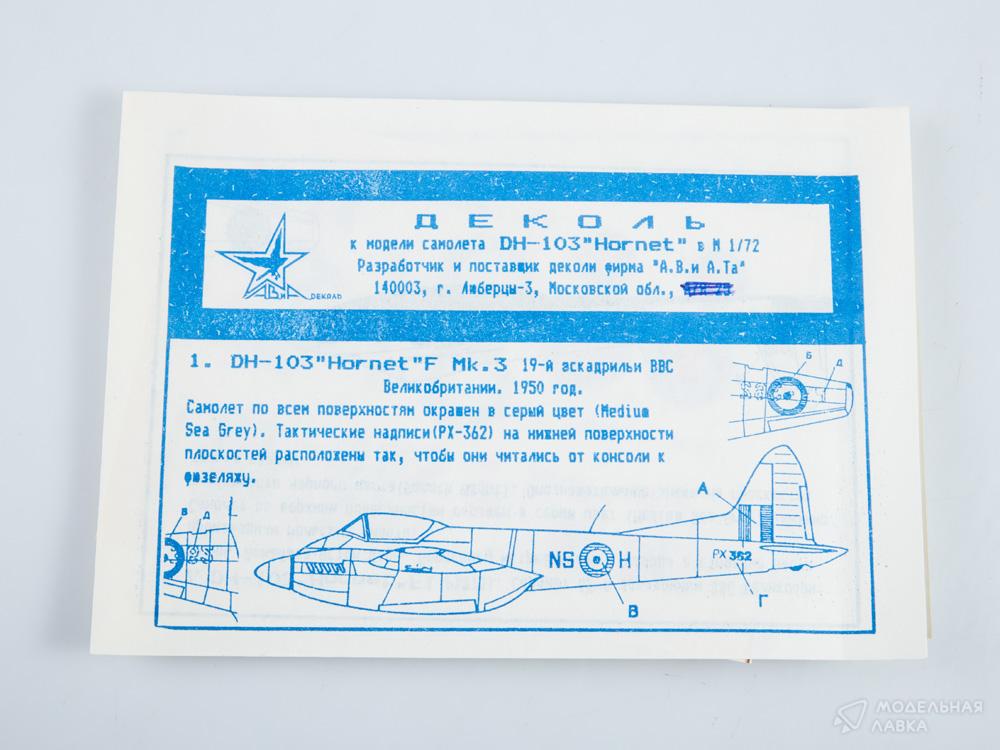 ДЕКОЛЬ
к модели самолета DH-103"Hornet" в М 1/72
Разработчик и поставщик деколи фирма "А.В.и А.Та"
140003, г. Люберцы-3, Московской обл.,
АВиА ДЕКОЛЬ
1. DH-103"Hornet"F Mk.3 19-й эскадрильи ВВС
Великобритании. 1950 год.
Самолет по всем поверхностям окрашен в серый цвет (Medium
Sea Grey). Тактические надписи(PX-362) на нижней поверхности
плоскостей расположены так, чтобы они читались от консоли к
фюзеляжу.
Б
Д
А
В
Д
NS H
PX 362
В
Г
МОДЕЛЬНАЯ
ЛАВКА